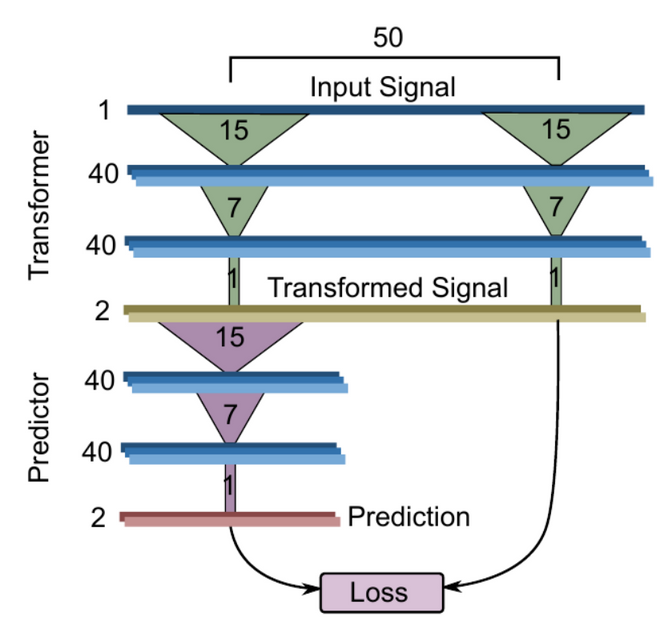 50
Input Signal
1
15 15
40
7 7
40
1 1
Transformed Signal
2
15
40
7
40
1
2 Prediction
Loss
Transformer
Predictor